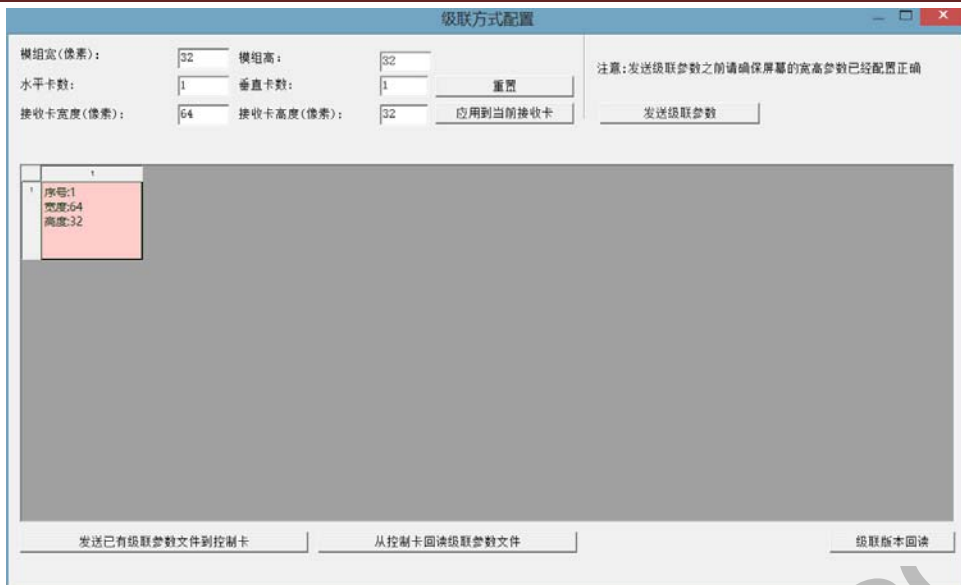 级联方式配置
模组宽(像素): 32 模组高: 32
注意:发送级联参数之前请确保屏幕的宽高参数已经配置正确
水平卡数: 1 垂直卡数: 1 重置
接收卡宽度(像素): 64 接收卡高度(像素): 32 应用到当前接收卡 发送级联参数
1
1 序号:1
宽度:64
高度:32
发送已有级联参数文件到控制卡 从控制卡回读级联参数文件 级联版本回读